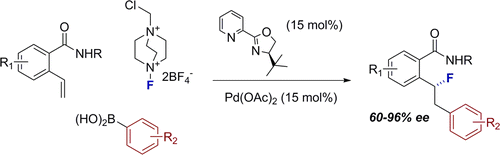 Cl
O
NHR
R1
N+
N+
F
2BF4-
N
O
N
(15 mol%)
(HO)2B
R2
Pd(OAc)2 (15 mol%)
O
NHR
R1
F
R2
60-96% ee